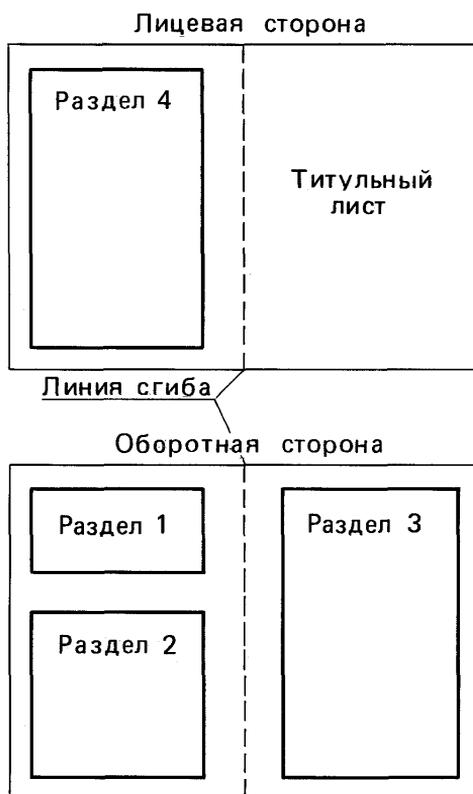 Лицевая сторона
Раздел 4
Титульный
лист
Линия сгиба
Оборотная сторона
Раздел 1
Раздел 3
Раздел 2